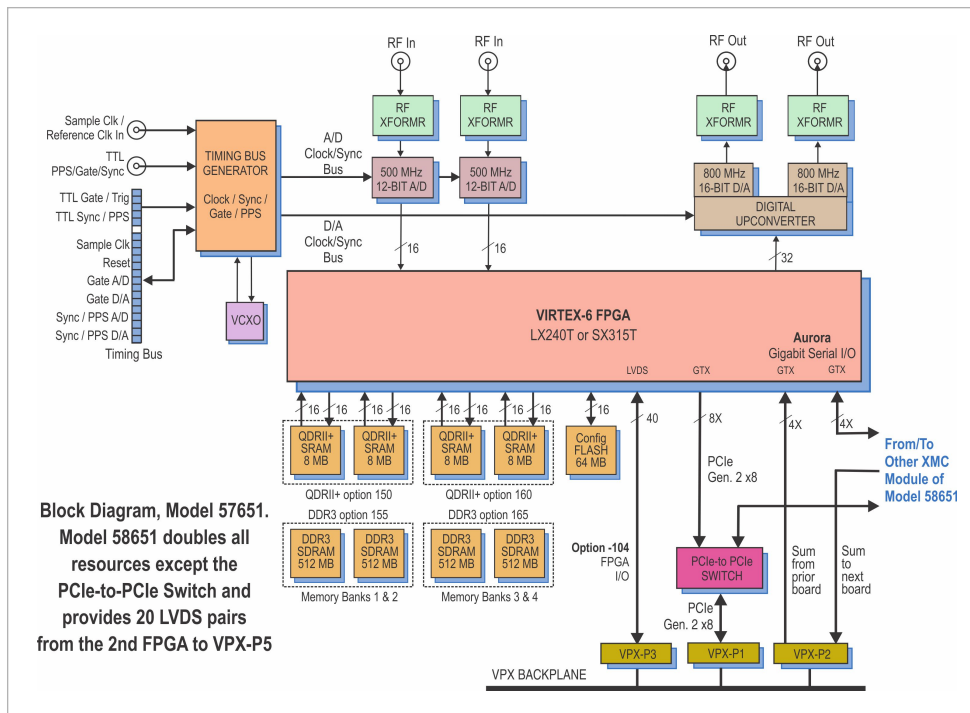 RF In
RF In
RF Out
RF Out
Sample Clk /
Reference Clk In
TTL
PPS/Gate/Sync
TTL Gate / Trig
TTL Sync / PPS
Sample Clk
Reset
Gate A/D
Gate D/A
Sync / PPS A/D
Sync / PPS D/A
Timing Bus
TIMING BUS
GENERATOR
Clock / Sync /
Gate / PPS
VCXO
A/D
Clock/Sync
Bus
D/A
Clock/Sync
Bus
RF
XFORMR
RF
XFORMR
RF
XFORMR
RF
XFORMR
500 MHz
12-BIT A/D
500 MHz
12-BIT A/D
800 MHz
16-BIT D/A
800 MHz
16-BIT D/A
DIGITAL
UPCONVERTER
16
16
32
VIRTEX-6 FPGA
LX240T or SX315T
Aurora
Gigabit Serial I/O
LVDS
GTX
GTX
GTX
16
16
16
16
16
16
16
16
16
40
8X
4X
4X
QDRII+
SRAM
8 MB
QDRII+
SRAM
8 MB
QDRII+
SRAM
8 MB
QDRII+
SRAM
8 MB
Config
FLASH
64 MB
QDRII+ option 150
QDRII+ option 160
DDR3 option 155
DDR3 option 165
DDR3
SDRAM
512 MB
DDR3
SDRAM
512 MB
DDR3
SDRAM
512 MB
DDR3
SDRAM
512 MB
Memory Banks 1 & 2
Memory Banks 3 & 4
PCIe
Gen. 2 x8
From/To
Other XMC
Module of
Model 58651
Option -104
FPGA
I/O
PCIe-to PCIe
SWITCH
PCIe
Gen. 2 x8
Sum
from
prior
board
Sum
to
next
board
VPX-P3
VPX-P1
VPX-P2
VPX BACKPLANE
Block Diagram, Model 57651.
Model 58651 doubles all
resources except the
PCIe-to-PCIe Switch and
provides 20 LVDS pairs
from the 2nd FPGA to VPX-P5